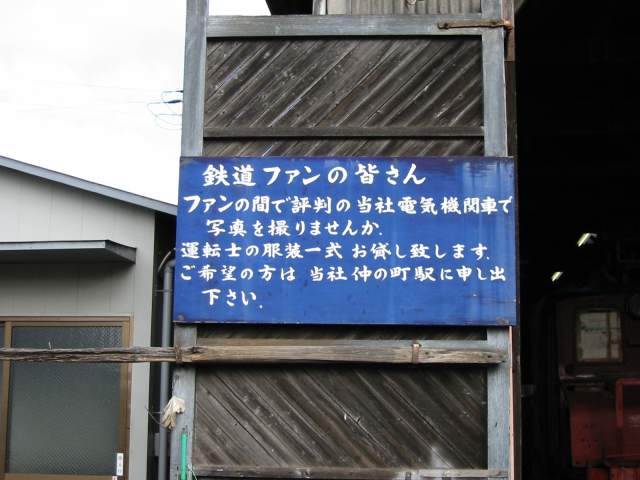 鉄道ファンの皆さん
ファンの間で評判の当社電気機関車で
写真を撮りませんか.
運転士の服装一式 お貸し致します.
ご希望の方は 当社仲の町駅に申し出
下さい.